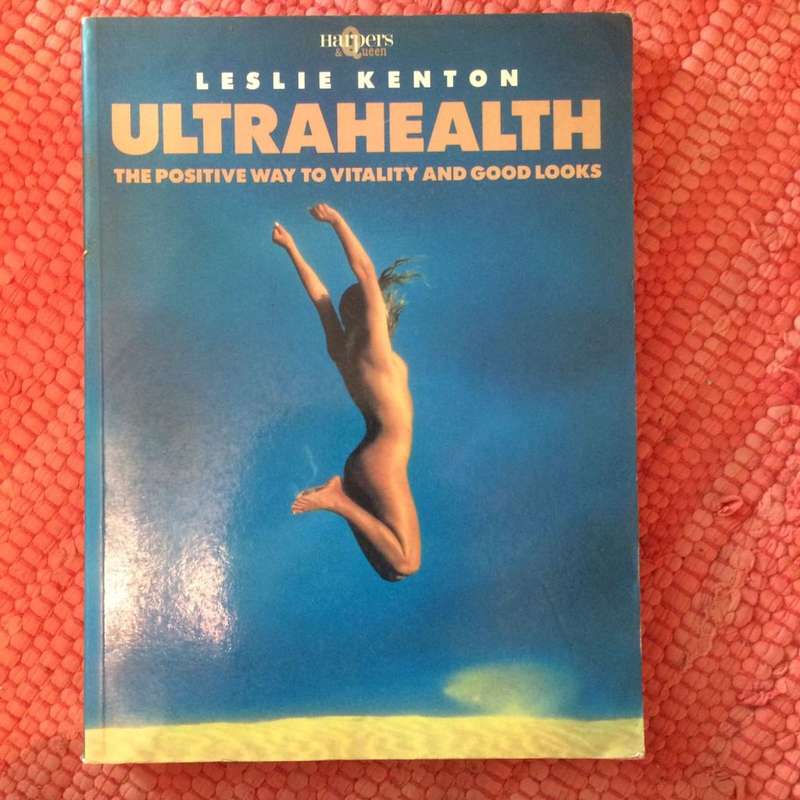 Harpers
& Queen
LESLIE KENTON
ULTRAHEALTH
THE POSITIVE WAY TO VITALITY AND GOOD LOOKS